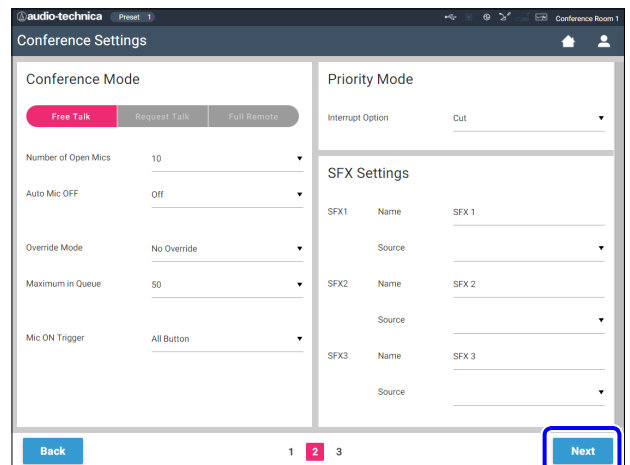 audio-technica Preset 1 Conference Room 1
Conference Settings
Conference Mode
Free Talk Request Talk Full Remote
Number of Open Mics 10
Auto Mic OFF Off
Override Mode No Override
Maximum in Queue 50
Mic ON Trigger All Button
Priority Mode
Interrupt Option Cut
SFX Settings
SFX1 Name SFX 1
Source
SFX2 Name SFX 2
Source
SFX3 Name SFX 3
Source
Back 1 2 3 Next